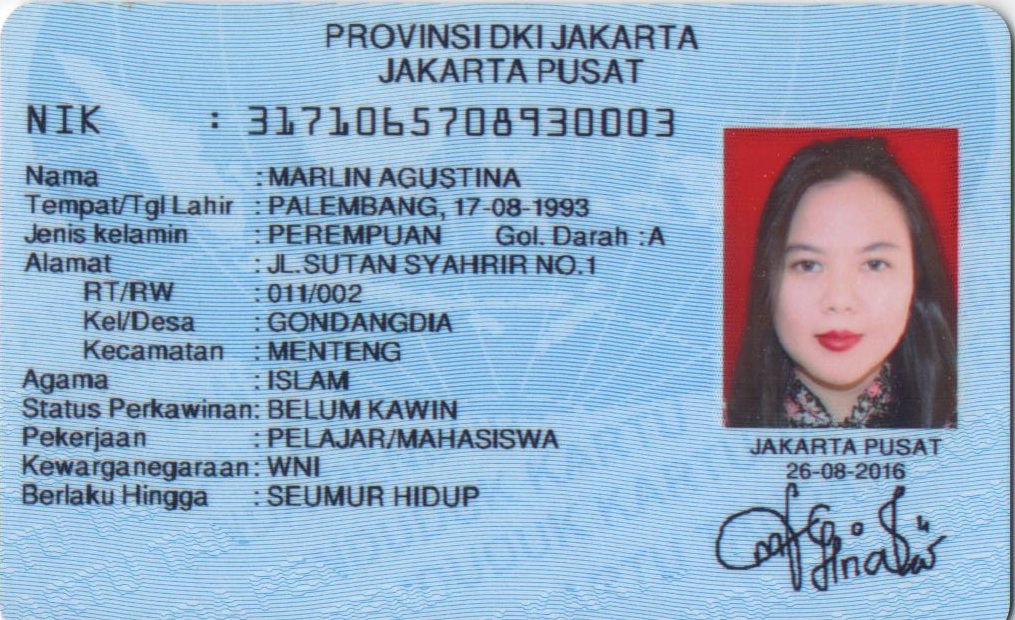 PROVINSI DKI JAKARTA
JAKARTA PUSAT
NIK : 3171065708930003
Nama : MARLIN AGUSTINA
Tempat/Tgl Lahir : PALEMBANG, 17-08-1993
Jenis kelamin : PEREMPUAN Gol. Darah : A
Alamat : JL.SUTAN SYAHRIR NO.1
RT/RW : 011/002
Kel/Desa : GONDANGDIA
Kecamatan : MENTENG
Agama : ISLAM
Status Perkawinan: BELUM KAWIN
Pekerjaan : PELAJAR/MAHASISWA
Kewarganegaraan: WNI
Berlaku Hingga : SEUMUR HIDUP
JAKARTA PUSAT
26-08-2016